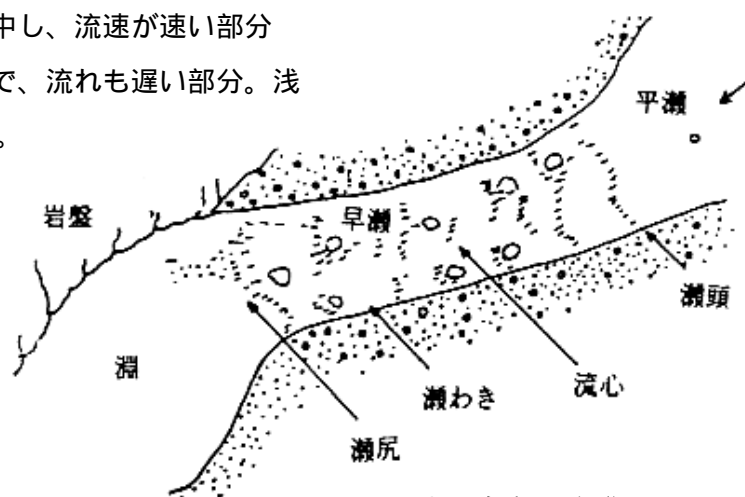 中し、流速が速い部分
で、流れも遅い部分。浅
。
平瀬
岩盤
早瀬
瀬頭
淵
瀬わき
流心
瀬尻